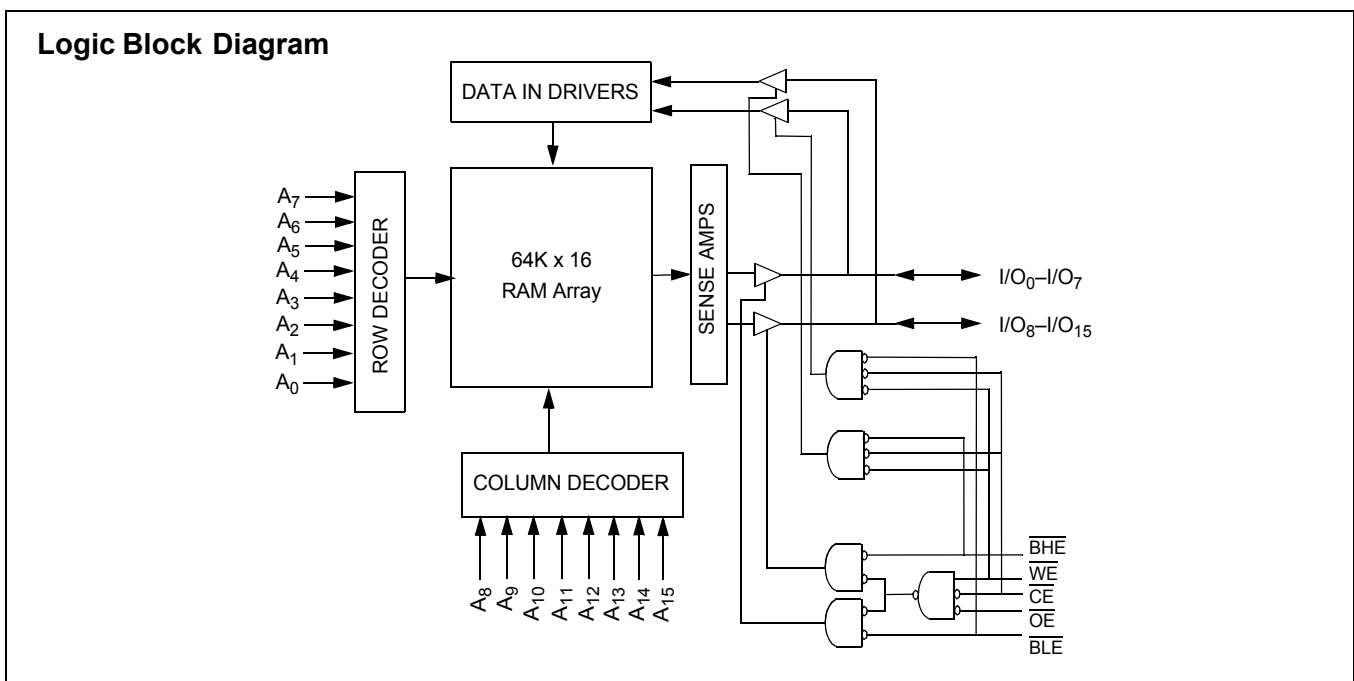 Logic Block Diagram
DATA IN DRIVERS
A7
A6
A5
A4
A3
A2
A1
A0
ROW DECODER
64K x 16
RAM Array
SENSE AMPS
I/O0–I/O7
I/O8–I/O15
COLUMN DECODER
A8
A9
A10
A11
A12
A13
A14
A15
BHE
WE
CE
OE
BLE